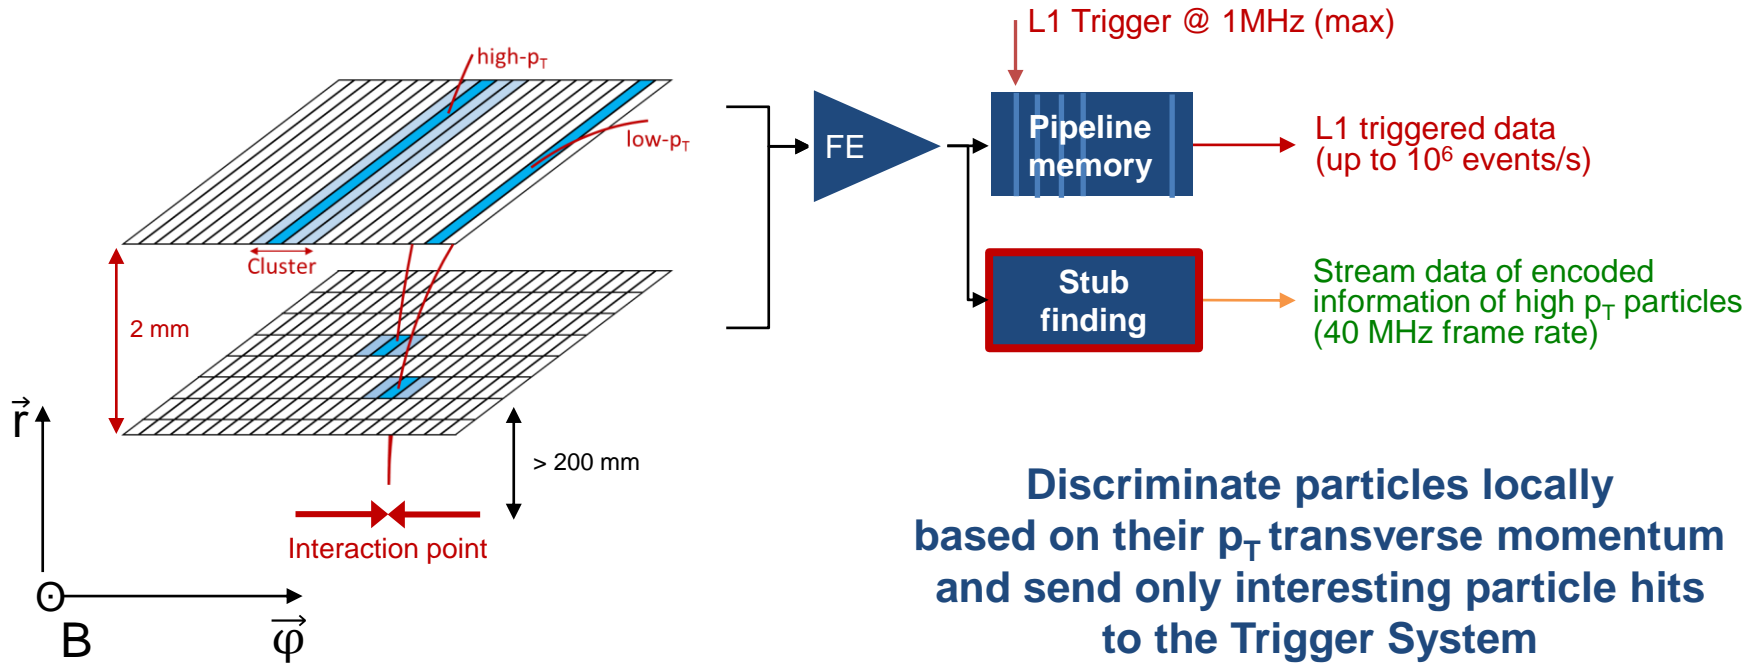 L1 Trigger @ 1MHz (max)
high-pT
low-pT
Cluster
2 mm
> 200 mm
Interaction point
r
B
φ
FE
Pipeline
memory
L1 triggered data
(up to 10⁶ events/s)
Stub
finding
Stream data of encoded
information of high pT particles
(40 MHz frame rate)
Discriminate particles locally
based on their pT transverse momentum
and send only interesting particle hits
to the Trigger System